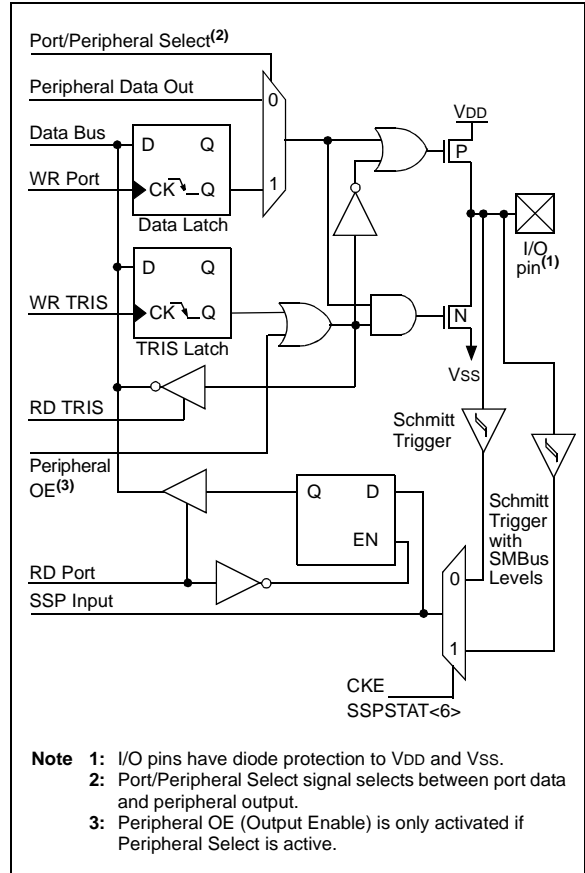 Port/Peripheral Select(2)
Peripheral Data Out
0
VDD
Data Bus
D Q
P
WR Port
CK Q
1
Data Latch
I/O
pin(1)
D Q
WR TRIS
CK Q
N
TRIS Latch
VSS
RD TRIS
Schmitt
Trigger
Peripheral
OE(3)
Q D
EN
Schmitt
Trigger
with
SMBus
Levels
RD Port
0
SSP Input
1
CKE
SSPSTAT<6>
Note 1: I/O pins have diode protection to VDD and VSS.
2: Port/Peripheral Select signal selects between port data
and peripheral output.
3: Peripheral OE (Output Enable) is only activated if
Peripheral Select is active.